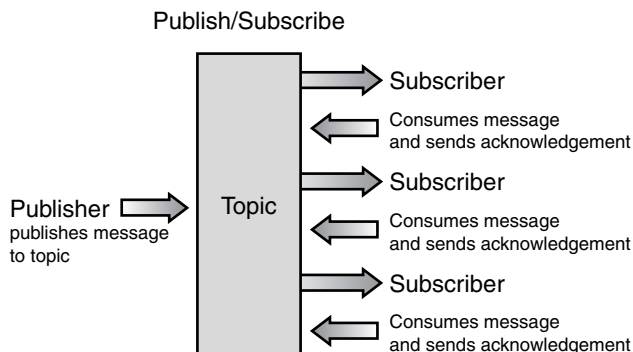 Publish/Subscribe
Subscriber
Consumes message
and sends acknowledgement
Subscriber
Publisher
publishes message
to topic
Topic
Consumes message
and sends acknowledgement
Subscriber
Consumes message
and sends acknowledgement